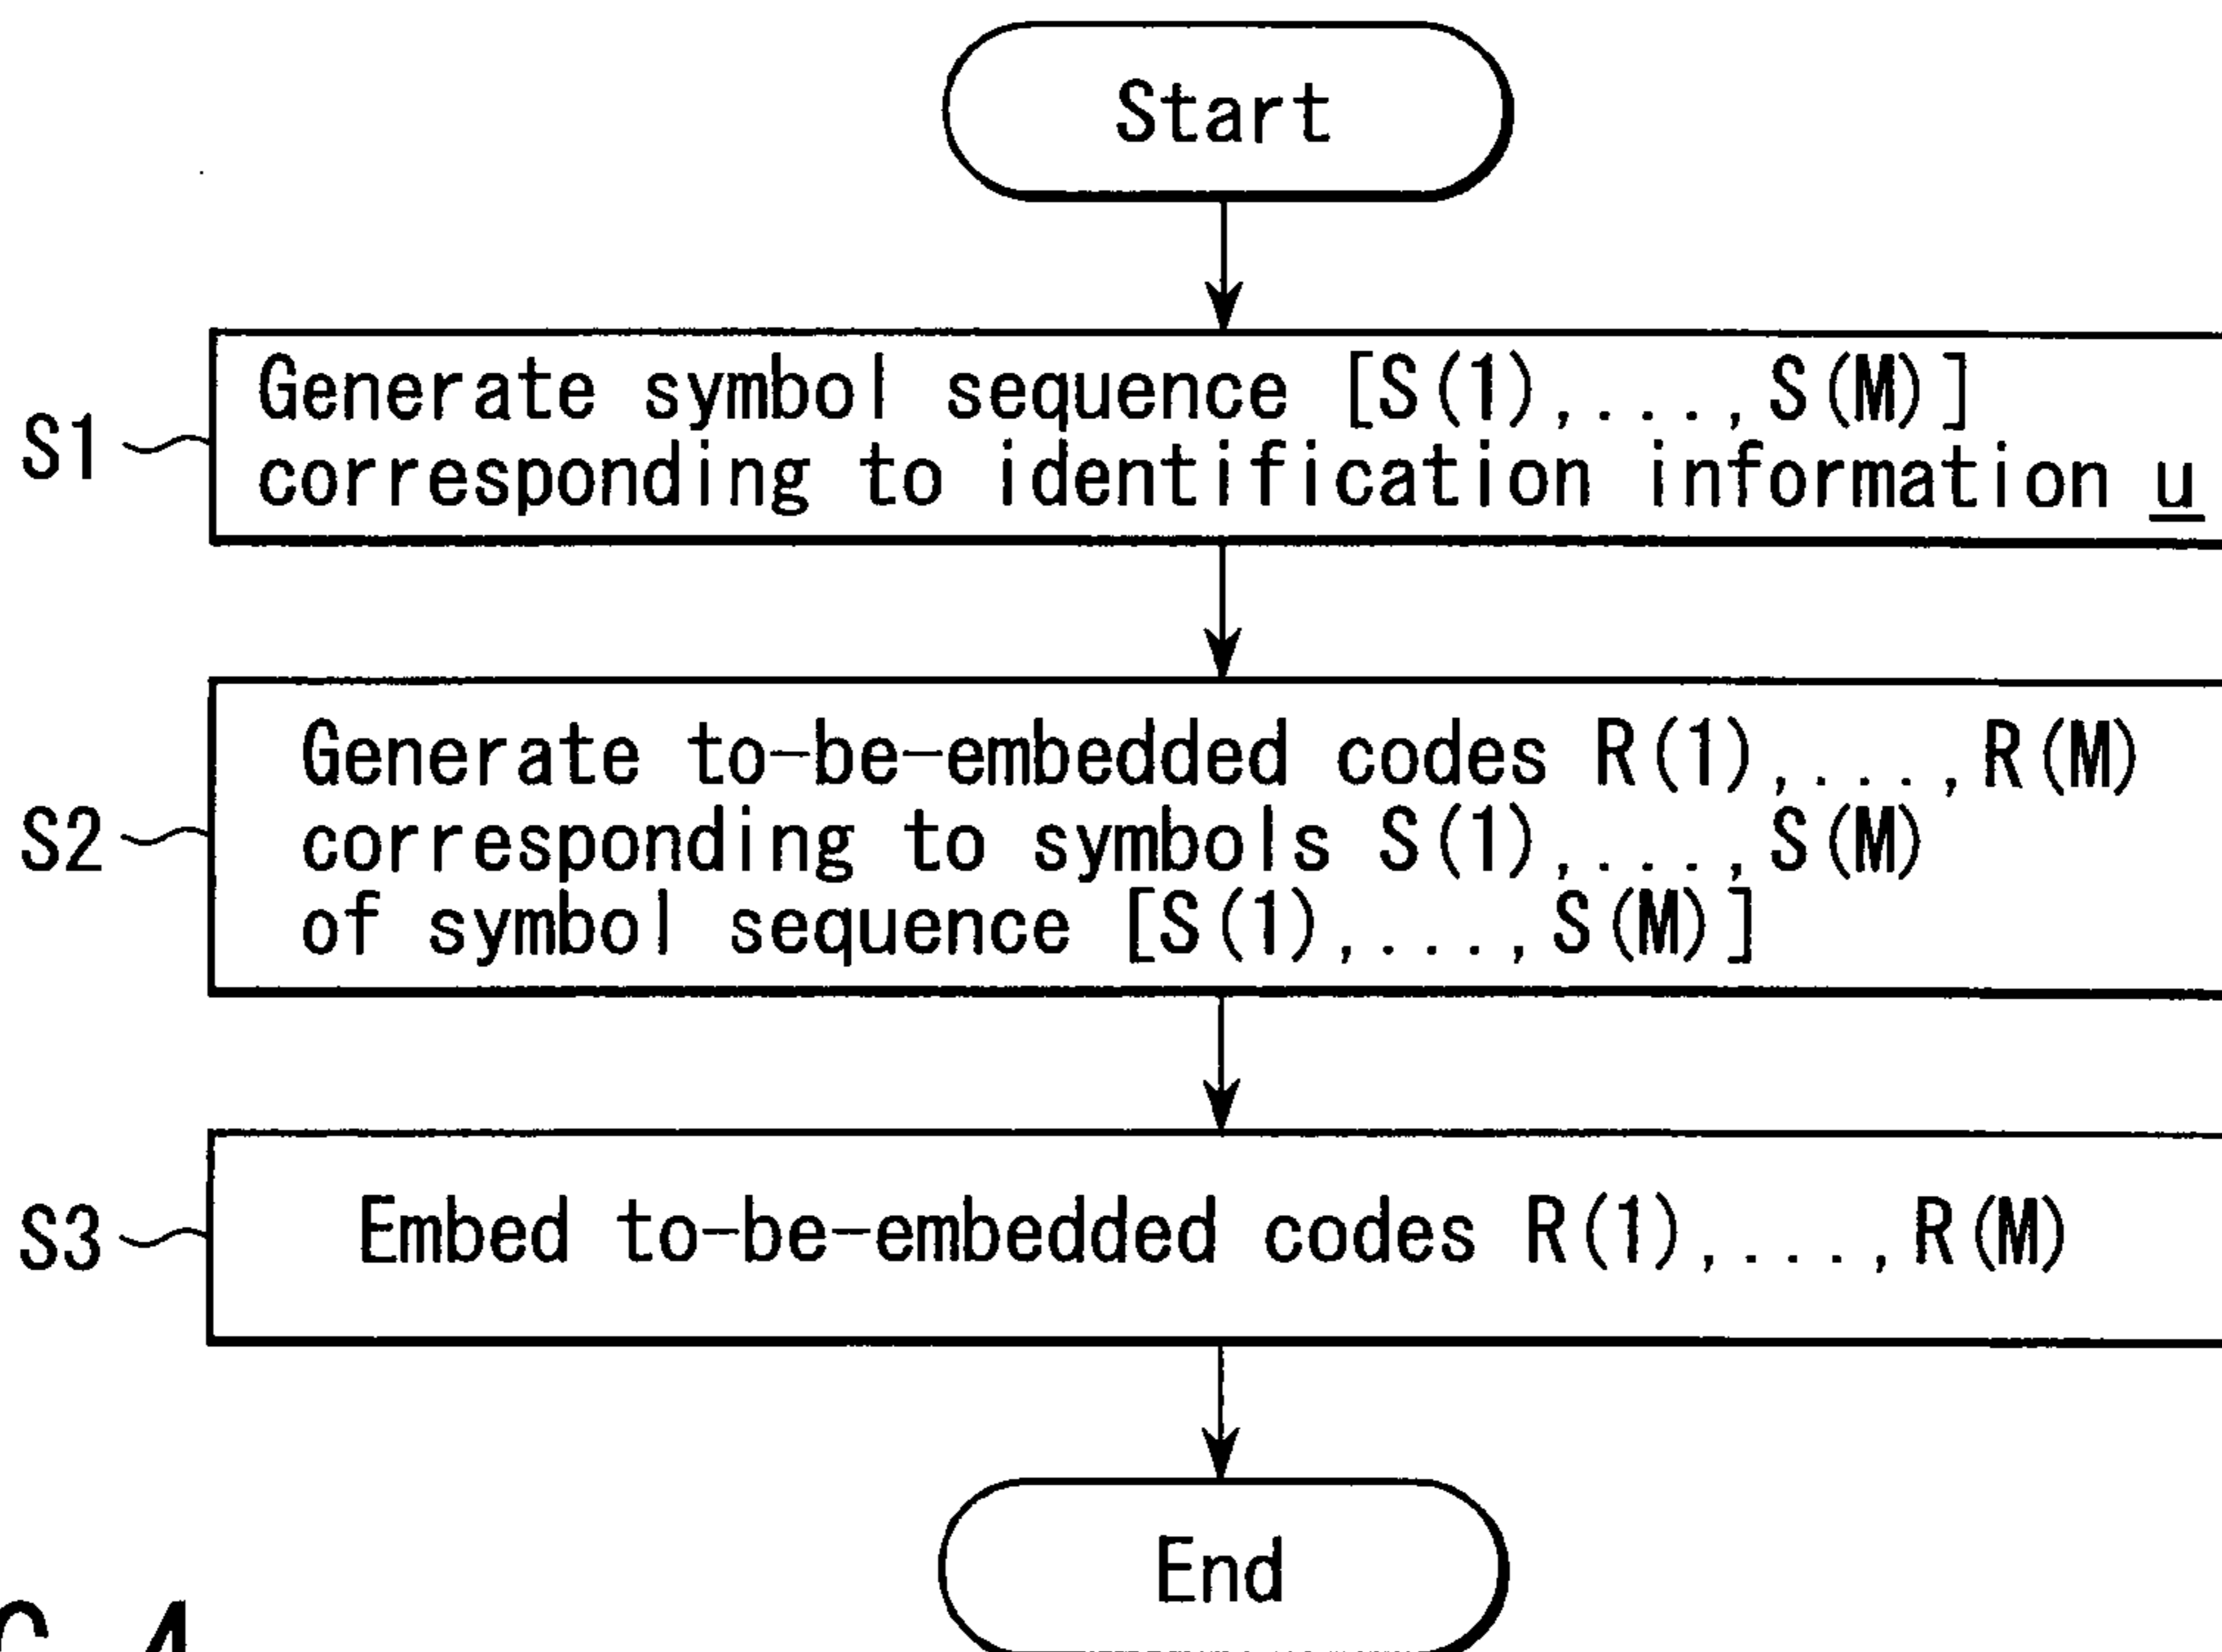 Start
S1
Generate symbol sequence [S(1),...,S(M)]
corresponding to identification information u
S2
Generate to-be-embedded codes R(1),...,R(M)
corresponding to symbols S(1),...,S(M)
of symbol sequence [S(1),...,S(M)]
S3
Embed to-be-embedded codes R(1),...,R(M)
End